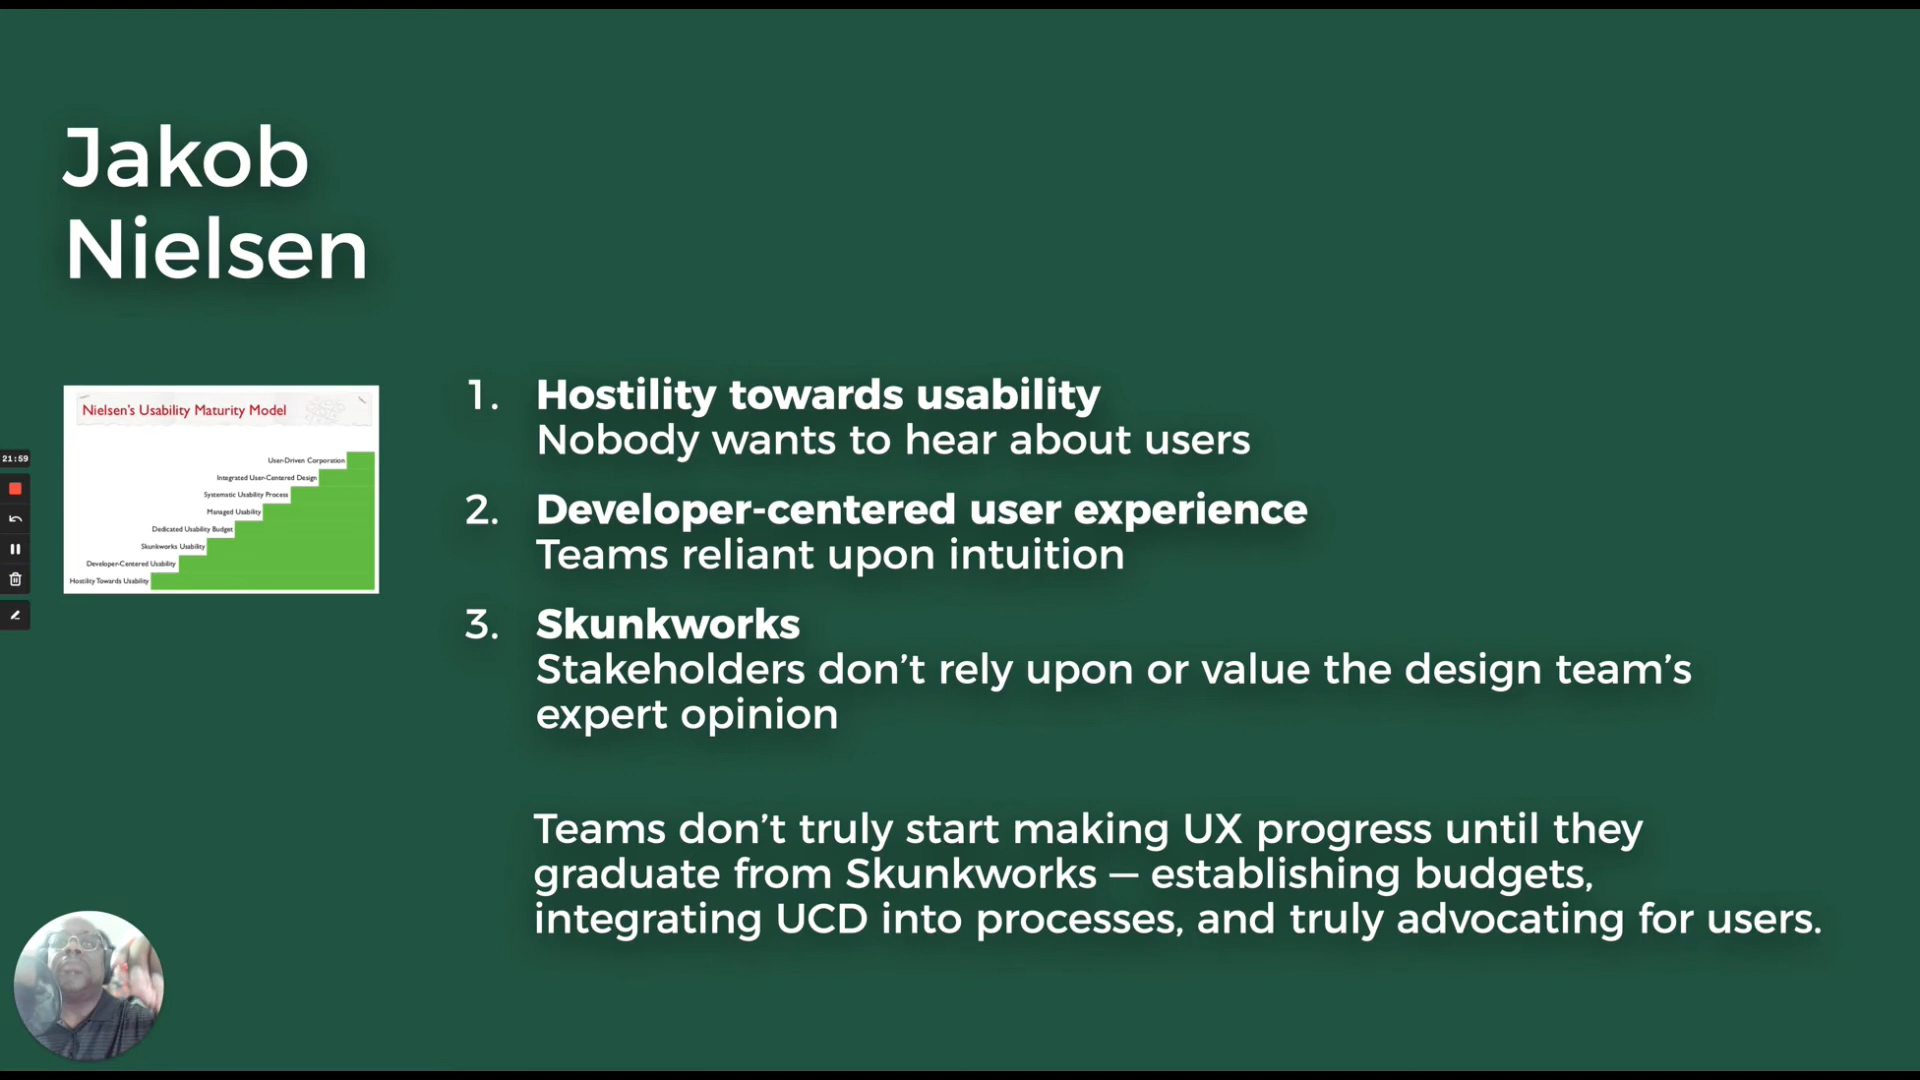 Jakob
Nielsen
Nielsen's Usability Maturity Model
User-Driven Corporation
Integrated User-Centered Design
Systematic Usability Process
Managed Usability
Dedicated Usability Budget
Skunkworks Usability
Developer-Centered Usability
Hostility Towards Usability
21:59
1. Hostility towards usability
Nobody wants to hear about users
2. Developer-centered user experience
Teams reliant upon intuition
3. Skunkworks
Stakeholders don’t rely upon or value the design team’s
expert opinion
Teams don’t truly start making UX progress until they
graduate from Skunkworks — establishing budgets,
integrating UCD into processes, and truly advocating for users.